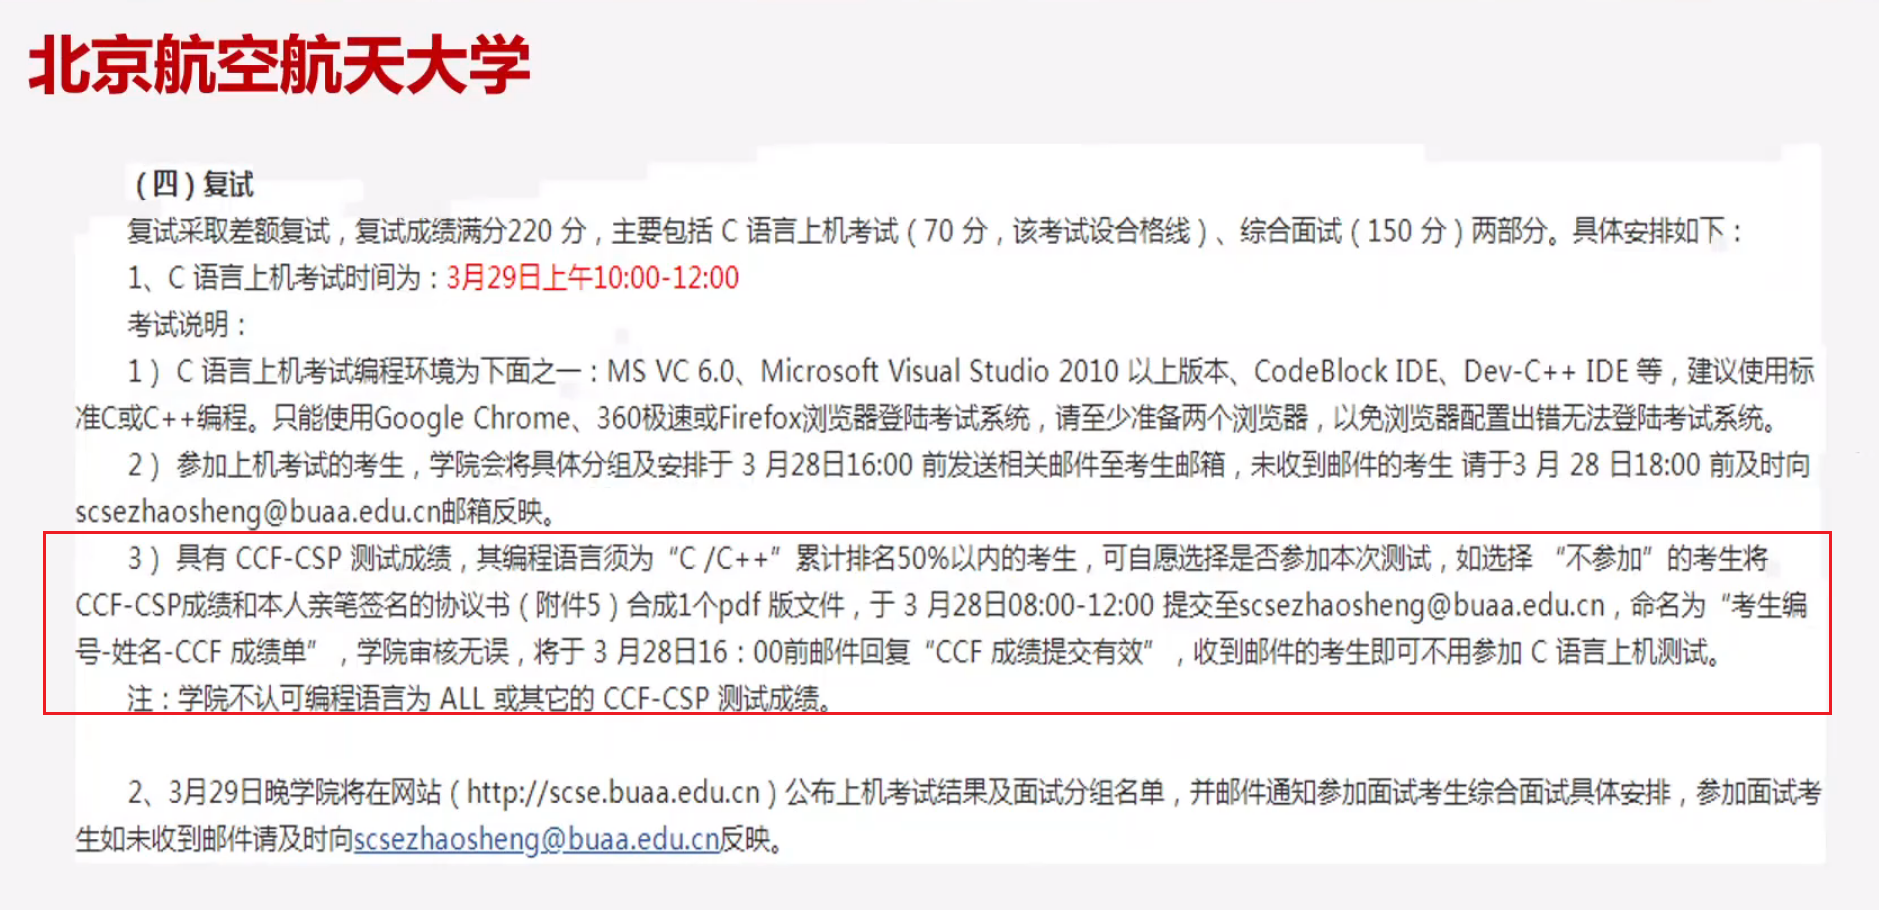 北京航空航天大学
（四）复试
复试采取差额复试，复试成绩满分220 分，主要包括 C 语言上机考试（70 分，该考试设合格线）、综合面试（150 分）两部分。具体安排如下：
1、C 语言上机考试时间为：3月29日上午10:00-12:00
考试说明：
1） C 语言上机考试编程环境为下面之一：MS VC 6.0、Microsoft Visual Studio 2010 以上版本、CodeBlock IDE、Dev-C++ IDE 等，建议使用标
准C或C++编程。只能使用Google Chrome、360极速或Firefox浏览器登陆考试系统，请至少准备两个浏览器，以免浏览器配置出错无法登陆考试系统。
2） 参加上机考试的考生，学院会将具体分组及安排于 3 月28日16:00 前发送相关邮件至考生邮箱，未收到邮件的考生 请于3 月 28 日18:00 前及时向
scsezhaosheng@buaa.edu.cn邮箱反映。
3） 具有 CCF-CSP 测试成绩，其编程语言须为“C /C++”累计排名50%以内的考生，可自愿选择是否参加本次测试，如选择 “不参加”的考生将
CCF-CSP成绩和本人亲笔签名的协议书（附件5）合成1个pdf 版文件，于 3 月28日08:00-12:00 提交至scsezhaosheng@buaa.edu.cn，命名为“考生编
号-姓名-CCF 成绩单”，学院审核无误，将于 3 月28日16：00前邮件回复“CCF 成绩提交有效”，收到邮件的考生即可不用参加 C 语言上机测试。
注：学院不认可编程语言为 ALL 或其它的 CCF-CSP 测试成绩。
2、3月29日晚学院将在网站（http://scse.buaa.edu.cn）公布上机考试结果及面试分组名单，并邮件通知参加面试考生综合面试具体安排，参加面试考
生如未收到邮件请及时向scsezhaosheng@buaa.edu.cn反映。